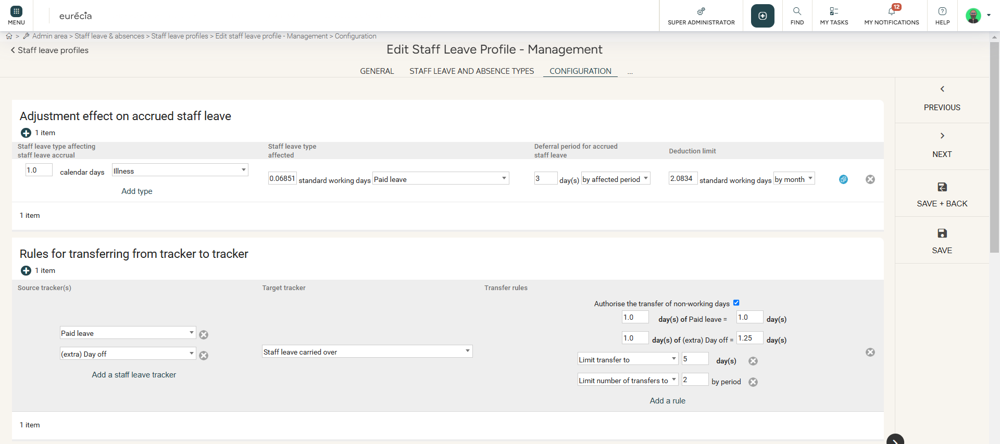 MENU
eurécia
SUPER ADMINISTRATOR
FIND
MY TASKS
12
MY NOTIFICATIONS
HELP
> Admin area > Staff leave & absences > Staff leave profiles > Edit staff leave profile - Management > Configuration
Staff leave profiles
Edit Staff Leave Profile - Management
GENERAL
STAFF LEAVE AND ABSENCE TYPES
CONFIGURATION
...
PREVIOUS
NEXT
SAVE + BACK
SAVE
Adjustment effect on accrued staff leave
1 item
Staff leave type affecting
staff leave accrual
Staff leave type
affected
Deferral period for accrued
staff leave
Deduction limit
1.0 calendar days Illness
Add type
0.06851 standard working days Paid leave
3 day(s) by affected period
2.0834 standard working days by month
1 item
Rules for transferring from tracker to tracker
1 item
Source tracker(s)
Target tracker
Transfer rules
Paid leave
(extra) Day off
Add a staff leave tracker
Staff leave carried over
Authorise the transfer of non-working days
1.0 day(s) of Paid leave = 1.0 day(s)
1.0 day(s) of (extra) Day off = 1.25 day(s)
Limit transfer to 5 day(s)
Limit number of transfers to 2 by period
Add a rule
1 item